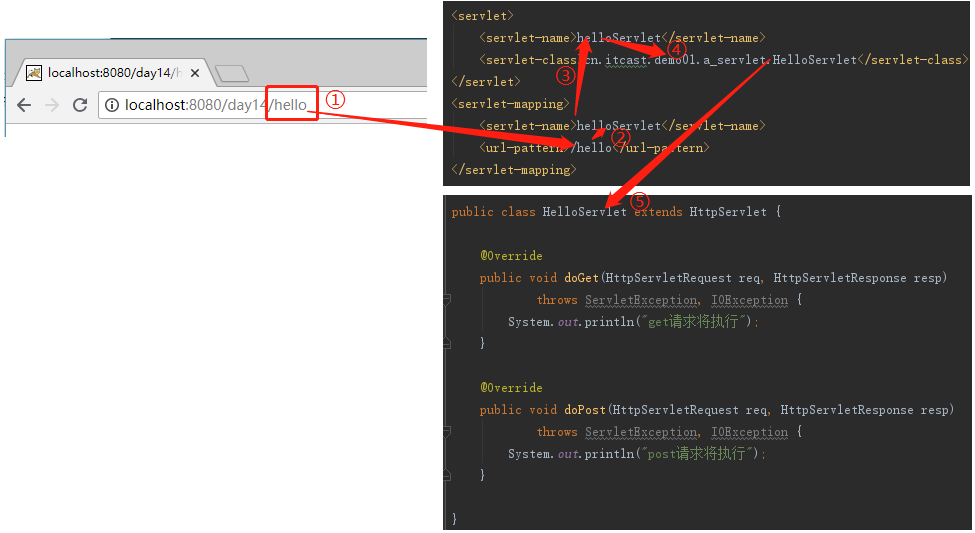 localhost:8080/day14/h
localhost:8080/day14/hello
①
<servlet>
<servlet-name>helloServlet</servlet-name>
④
<servlet-class>cn.itcast.demo01.a_servlet.HelloServlet</servlet-class>
③
</servlet>
<servlet-mapping>
<servlet-name>helloServlet</servlet-name>
②
<url-pattern>/hello</url-pattern>
</servlet-mapping>
⑤
public class HelloServlet extends HttpServlet {
@Override
public void doGet(HttpServletRequest req, HttpServletResponse resp)
throws ServletException, IOException {
System.out.println("get请求将执行");
}
@Override
public void doPost(HttpServletRequest req, HttpServletResponse resp)
throws ServletException, IOException {
System.out.println("post请求将执行");
}
}